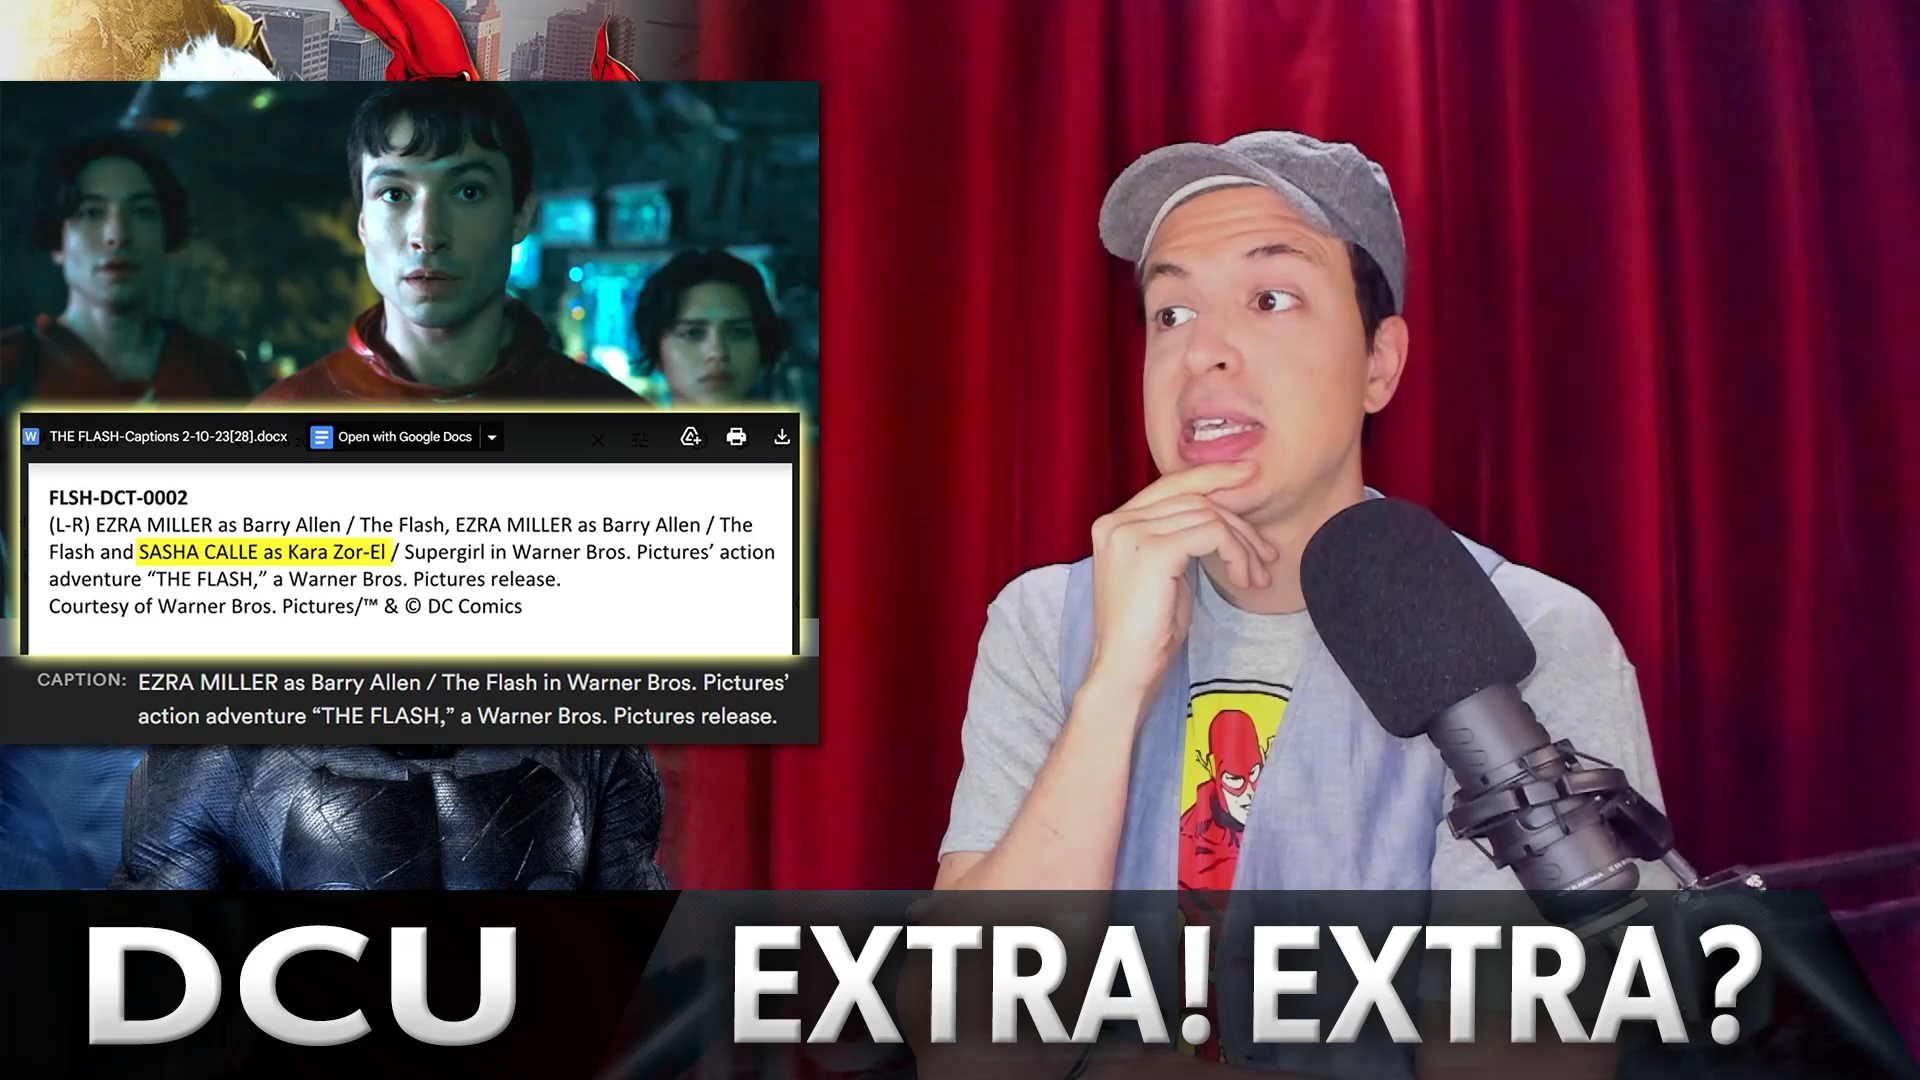 THE FLASH-Captions 2-10-23[28].docx
Open with Google Docs
FLSH-DCT-0002
(L-R) EZRA MILLER as Barry Allen / The Flash, EZRA MILLER as Barry Allen / The
Flash and SASHA CALLE as Kara Zor-El / Supergirl in Warner Bros. Pictures’ action
adventure “THE FLASH,” a Warner Bros. Pictures release.
Courtesy of Warner Bros. Pictures/™ & © DC Comics
CAPTION: EZRA MILLER as Barry Allen / The Flash in Warner Bros. Pictures’
action adventure “THE FLASH,” a Warner Bros. Pictures release.
DCU EXTRA! EXTRA?